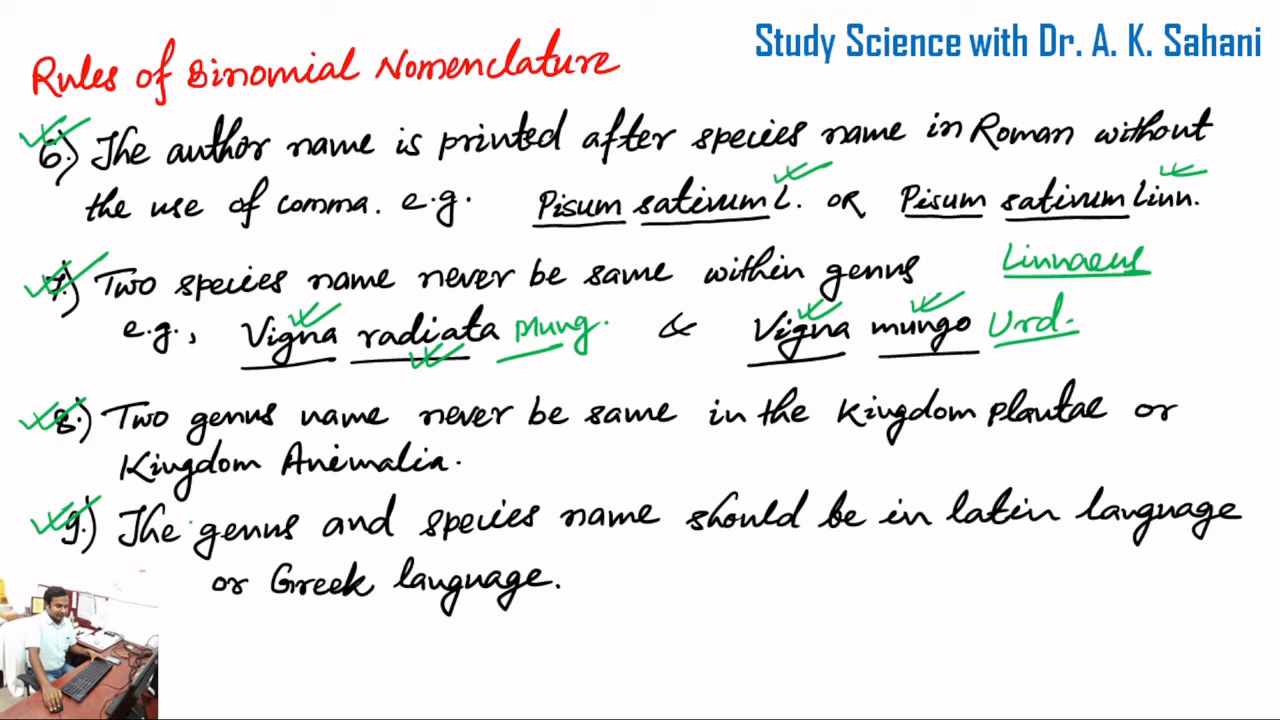 Study Science with Dr. A. K. Sahani
Rules of Binomial Nomenclature
6.) The author name is printed after species name in Roman without
the use of comma. e.g. Pisum sativum L. OR Pisum sativum Linn.
Linnaeus
7.) Two species name never be same within genus
e.g., Vigna radiata Mung. & Vigna mungo Urd.
8.) Two genus name never be same in the Kingdom Plantae or
Kingdom Animalia.
9.) The genus and species name should be in latin language
or Greek language.